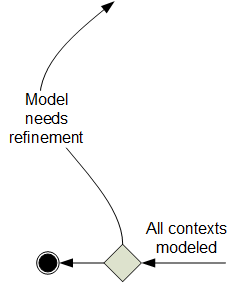 Model
needs
refinement
All contexts
modeled